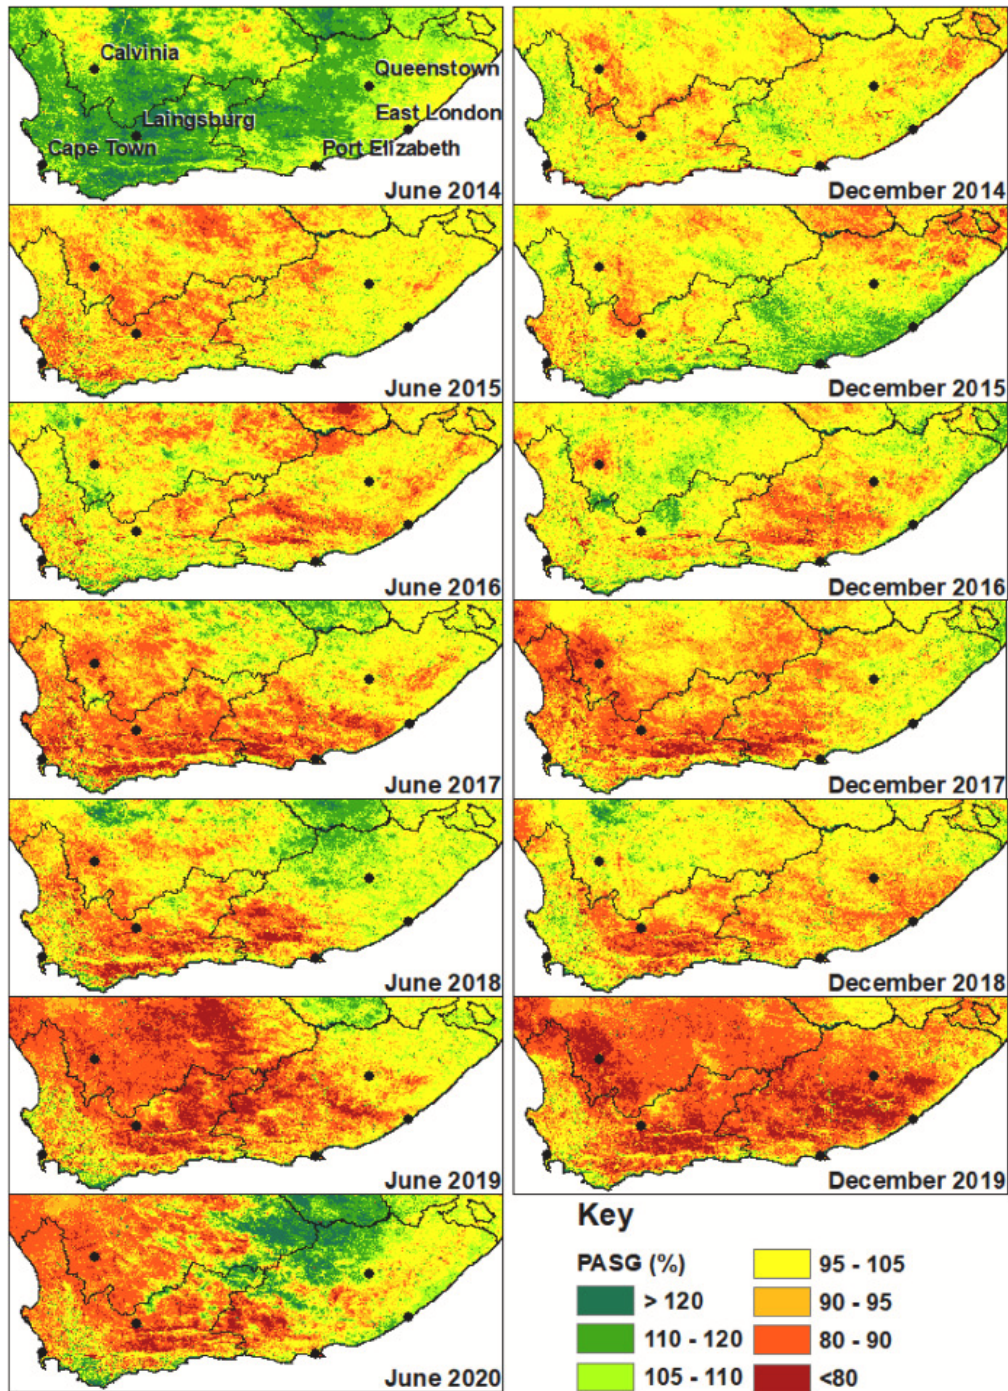 Calvinia
Queenstown
East London
Laingsburg
Cape Town
Port Elizabeth
June 2014
December 2014
June 2015
December 2015
June 2016
December 2016
June 2017
December 2017
June 2018
December 2018
June 2019
December 2019
June 2020
Key
PASG (%)
> 120
110 - 120
105 - 110
95 - 105
90 - 95
80 - 90
<80